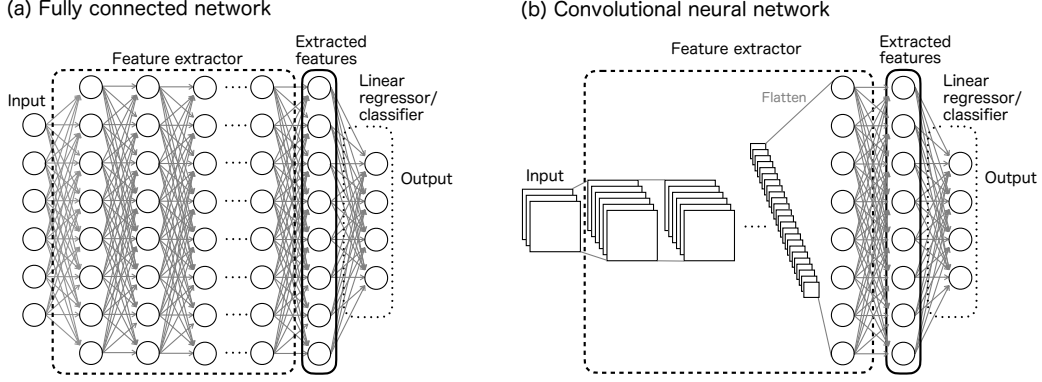 (a) Fully connected network
Feature extractor
Extracted
features
Input
Linear
regressor/
classifier
Output
(b) Convolutional neural network
Feature extractor
Extracted
features
Flatten
Linear
regressor/
classifier
Input
Output